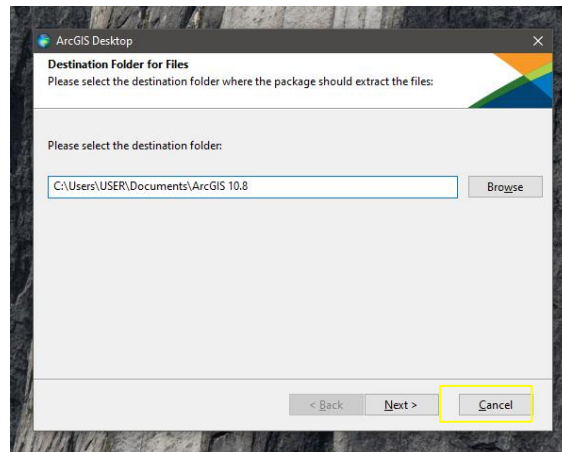 ArcGIS Desktop
Destination Folder for Files
Please select the destination folder where the package should extract the files:
Please select the destination folder:
C:\Users\USER\Documents\ArcGIS 10.8
Browse
< Back Next > Cancel